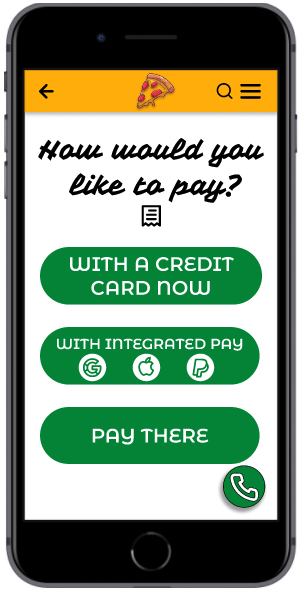 How would you
like to pay?
WITH A CREDIT
CARD NOW
WITH INTEGRATED PAY
PAY THERE